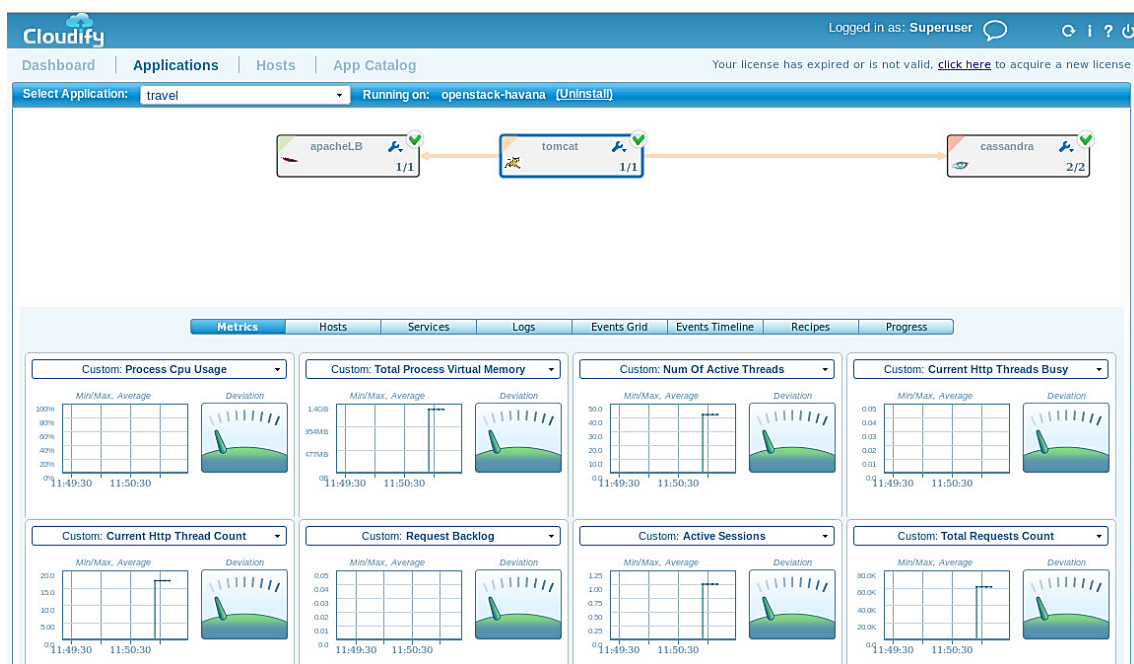 Cloudify
Logged in as: Superuser
i ?
Dashboard Applications Hosts App Catalog
Your license has expired or is not valid, click here to acquire a new license
Select Application: travel Running on: openstack-havana (Uninstall)
apacheLB tomcat cassandra
1/1 1/1 2/2
Metrics Hosts Services Logs Events Grid Events Timeline Recipes Progress
Custom: Process Cpu Usage
Min/Max, Average Deviation
100%
80%
60%
40%
20%
0%
11:49:30 11:50:30
Custom: Total Process Virtual Memory
Min/Max, Average Deviation
1.4GB
954MB
477MB
0B
11:49:30 11:50:30
Custom: Num Of Active Threads
Min/Max, Average Deviation
50.0
40.0
30.0
20.0
10.0
0.0
11:49:30 11:50:30
Custom: Current Http Threads Busy
Min/Max, Average Deviation
0.05
0.04
0.03
0.02
0.01
0.0
11:49:30 11:50:30
Custom: Current Http Thread Count
Min/Max, Average Deviation
20.0
15.0
10.0
5.00
0.0
11:49:30 11:50:30
Custom: Request Backlog
Min/Max, Average Deviation
0.05
0.04
0.03
0.02
0.01
0.0
11:49:30 11:50:30
Custom: Active Sessions
Min/Max, Average Deviation
1.25
1.00
0.75
0.50
0.25
0.0
11:49:30 11:50:30
Custom: Total Requests Count
Min/Max, Average Deviation
80.0K
60.0K
40.0K
20.0K
0.0
11:49:30 11:50:30